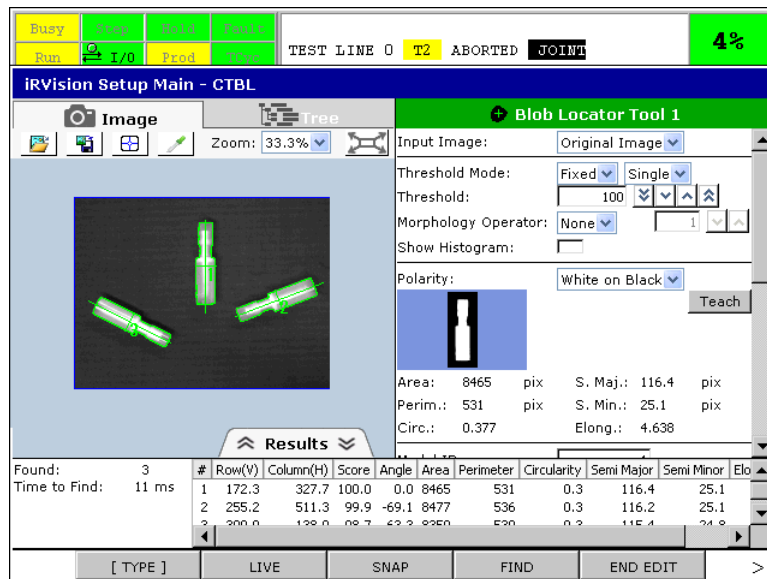 Busy Step Hold Fault
Run I/O Prod TCyc
TEST LINE 0 T2 ABORTED JOINT
4%
iRVision Setup Main - CTBL
Image Tree
Zoom: 33.3%
Blob Locator Tool 1
Input Image: Original Image
Threshold Mode: Fixed Single
Threshold: 100
Morphology Operator: None 1
Show Histogram:
Polarity: White on Black
Teach
Area: 8465 pix S. Maj.: 116.4 pix
Perim.: 531 pix S. Min.: 25.1 pix
Circ.: 0.377 Elong.: 4.638
Results
Found: 3
Time to Find: 11 ms
# Row(V) Column(H) Score Angle Area Perimeter Circularity Semi Major Semi Minor Elo
1 172.3 327.7 100.0 0.0 8465 531 0.3 116.4 25.1
2 255.2 511.3 99.9 -69.1 8477 536 0.3 116.2 25.1
[ TYPE ] LIVE SNAP FIND END EDIT >